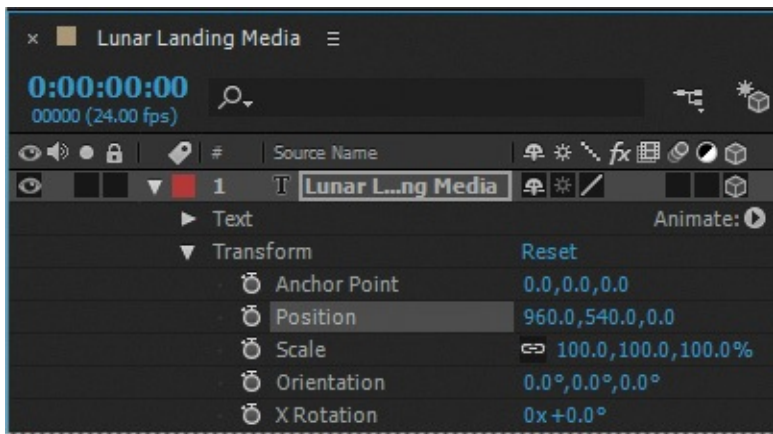 Lunar Landing Media
0:00:00:00
00000 (24.00 fps)
# Source Name fx
1 T Lunar L...ng Media
Text Animate:
Transform Reset
Anchor Point 0.0,0.0,0.0
Position 960.0,540.0,0.0
Scale 100.0,100.0,100.0%
Orientation 0.0°,0.0°,0.0°
X Rotation 0x+0.0°